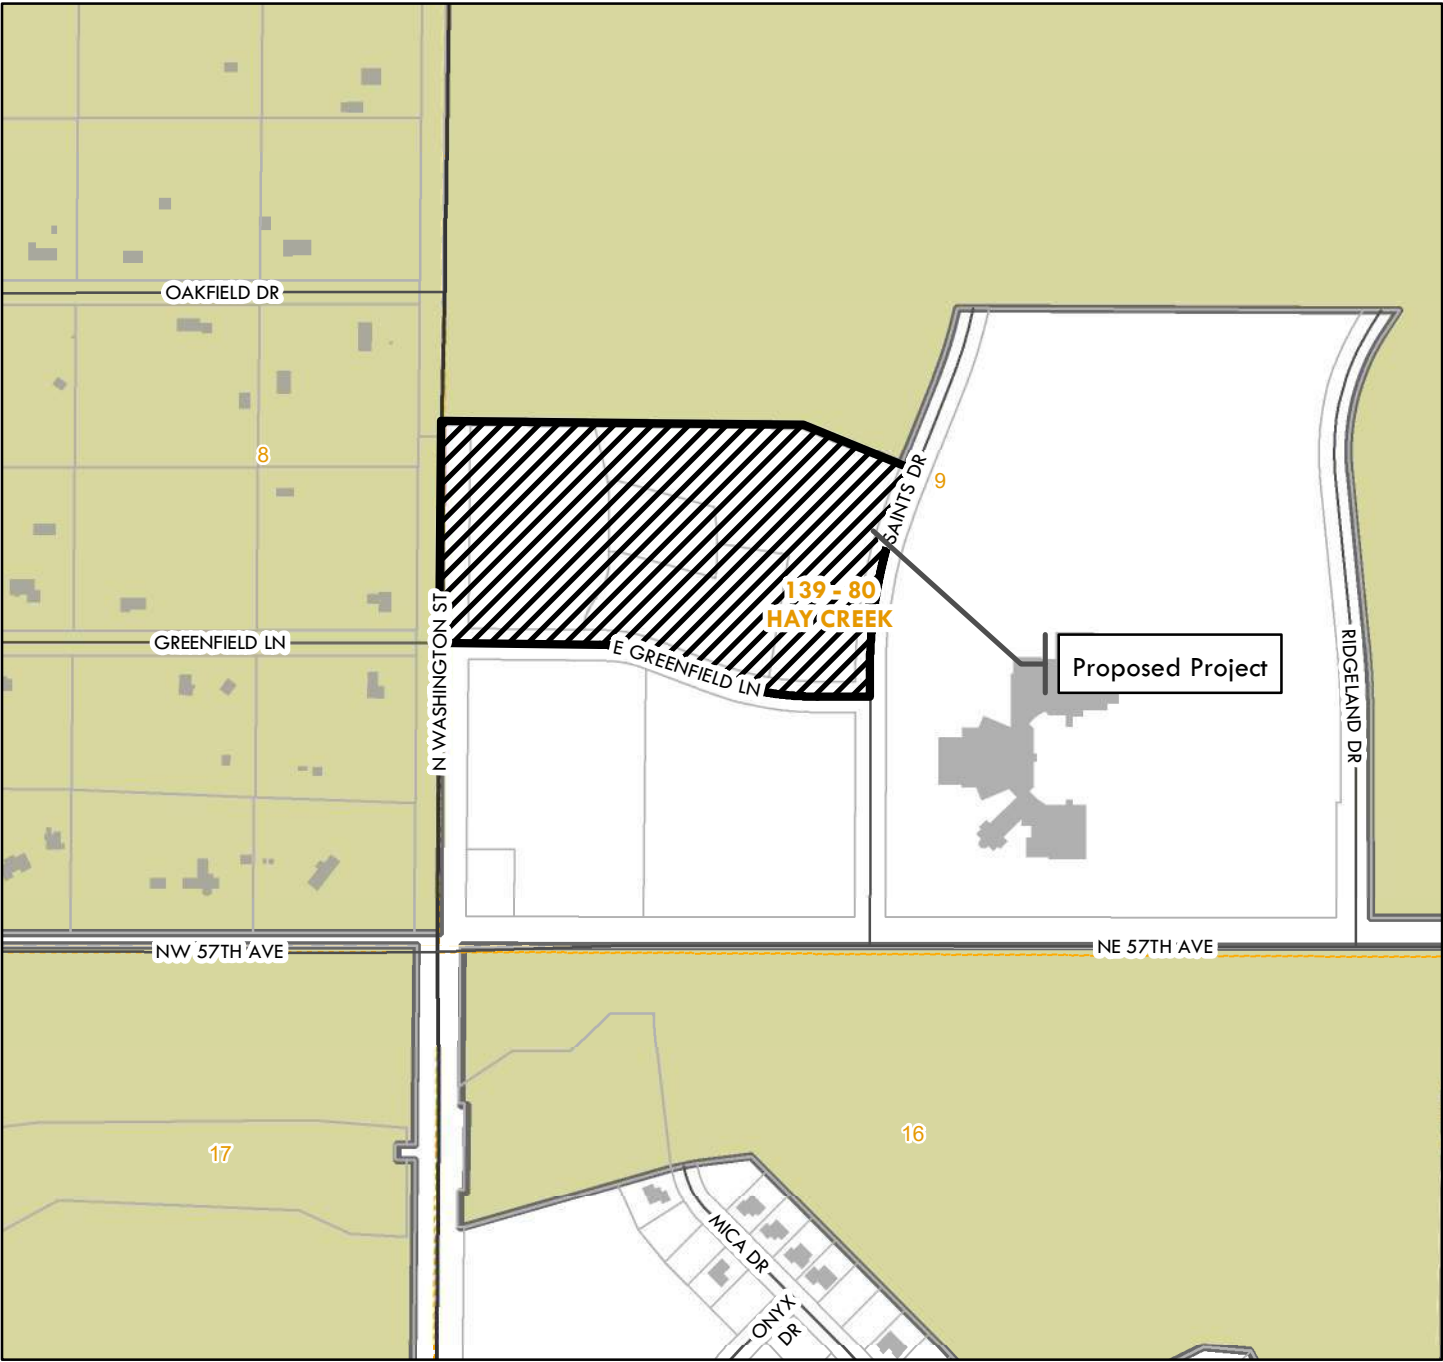 OAKFIELD DR
8
SAINTS DR
9
139 - 80
HAY CREEK
GREENFIELD LN
N WASHINGTON ST
E GREENFIELD LN
Proposed Project
RIDGELAND DR
NW 57TH AVE
NE 57TH AVE
17
16
MICA DR
ONYX
DR